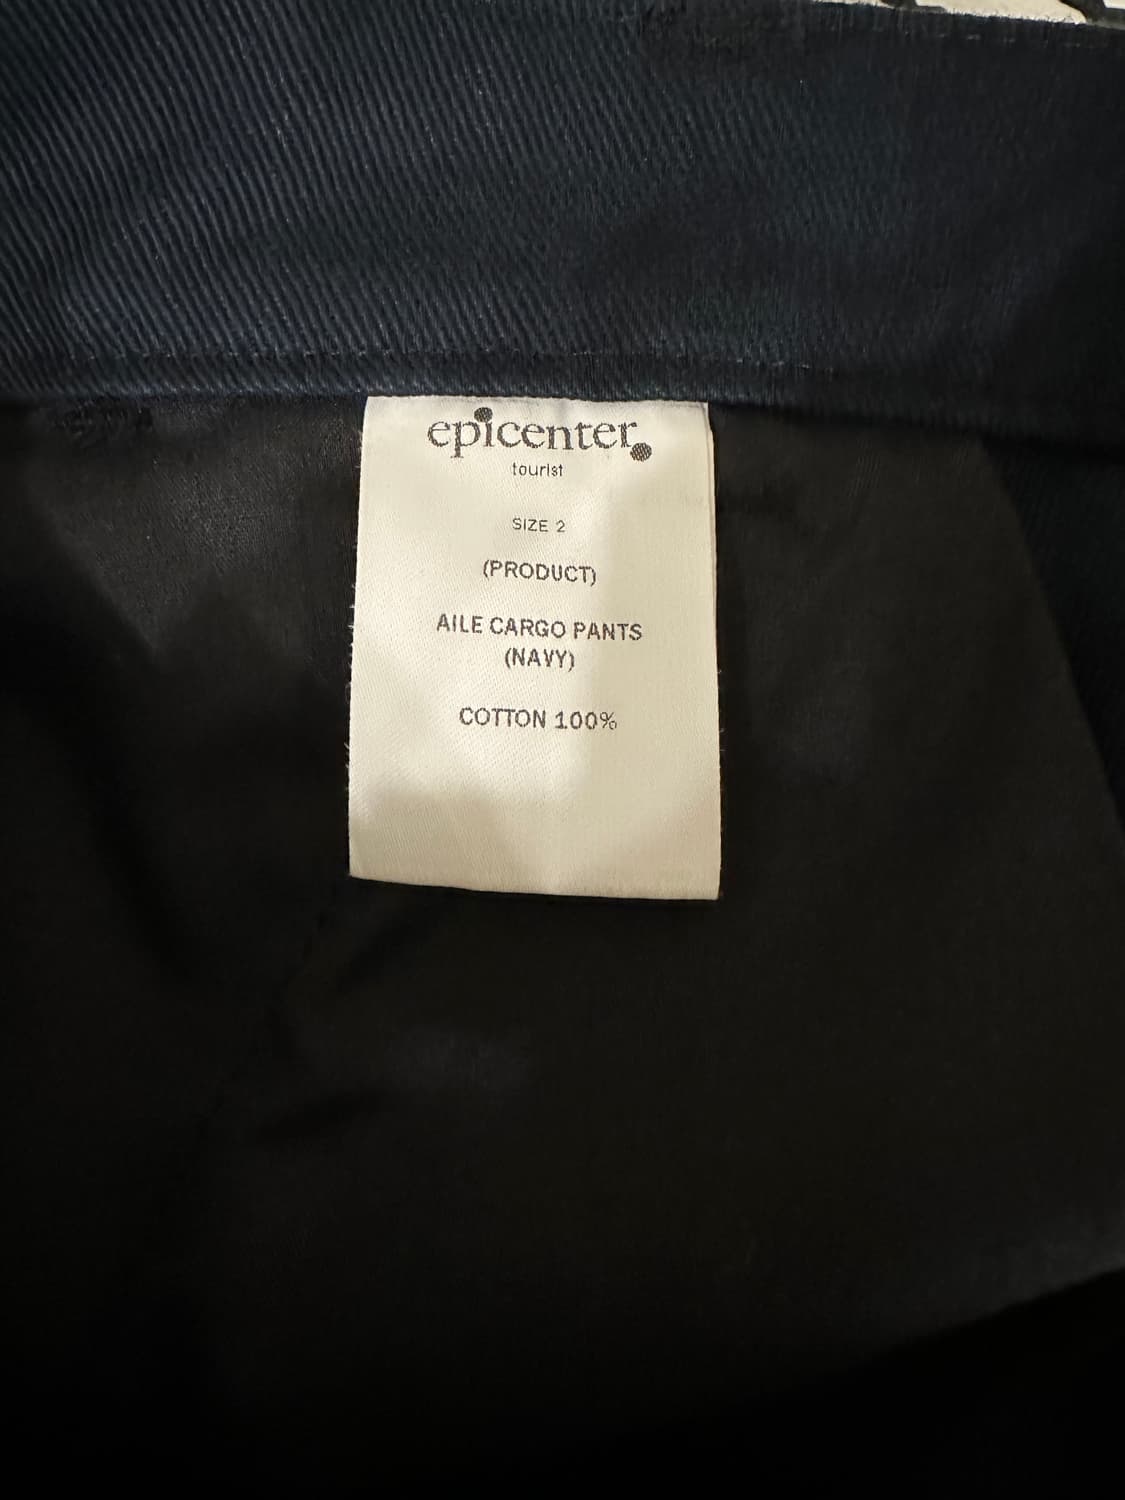 epicenter.
tourist
SIZE 2
(PRODUCT)
AILE CARGO PANTS
(NAVY)
COTTON 100%